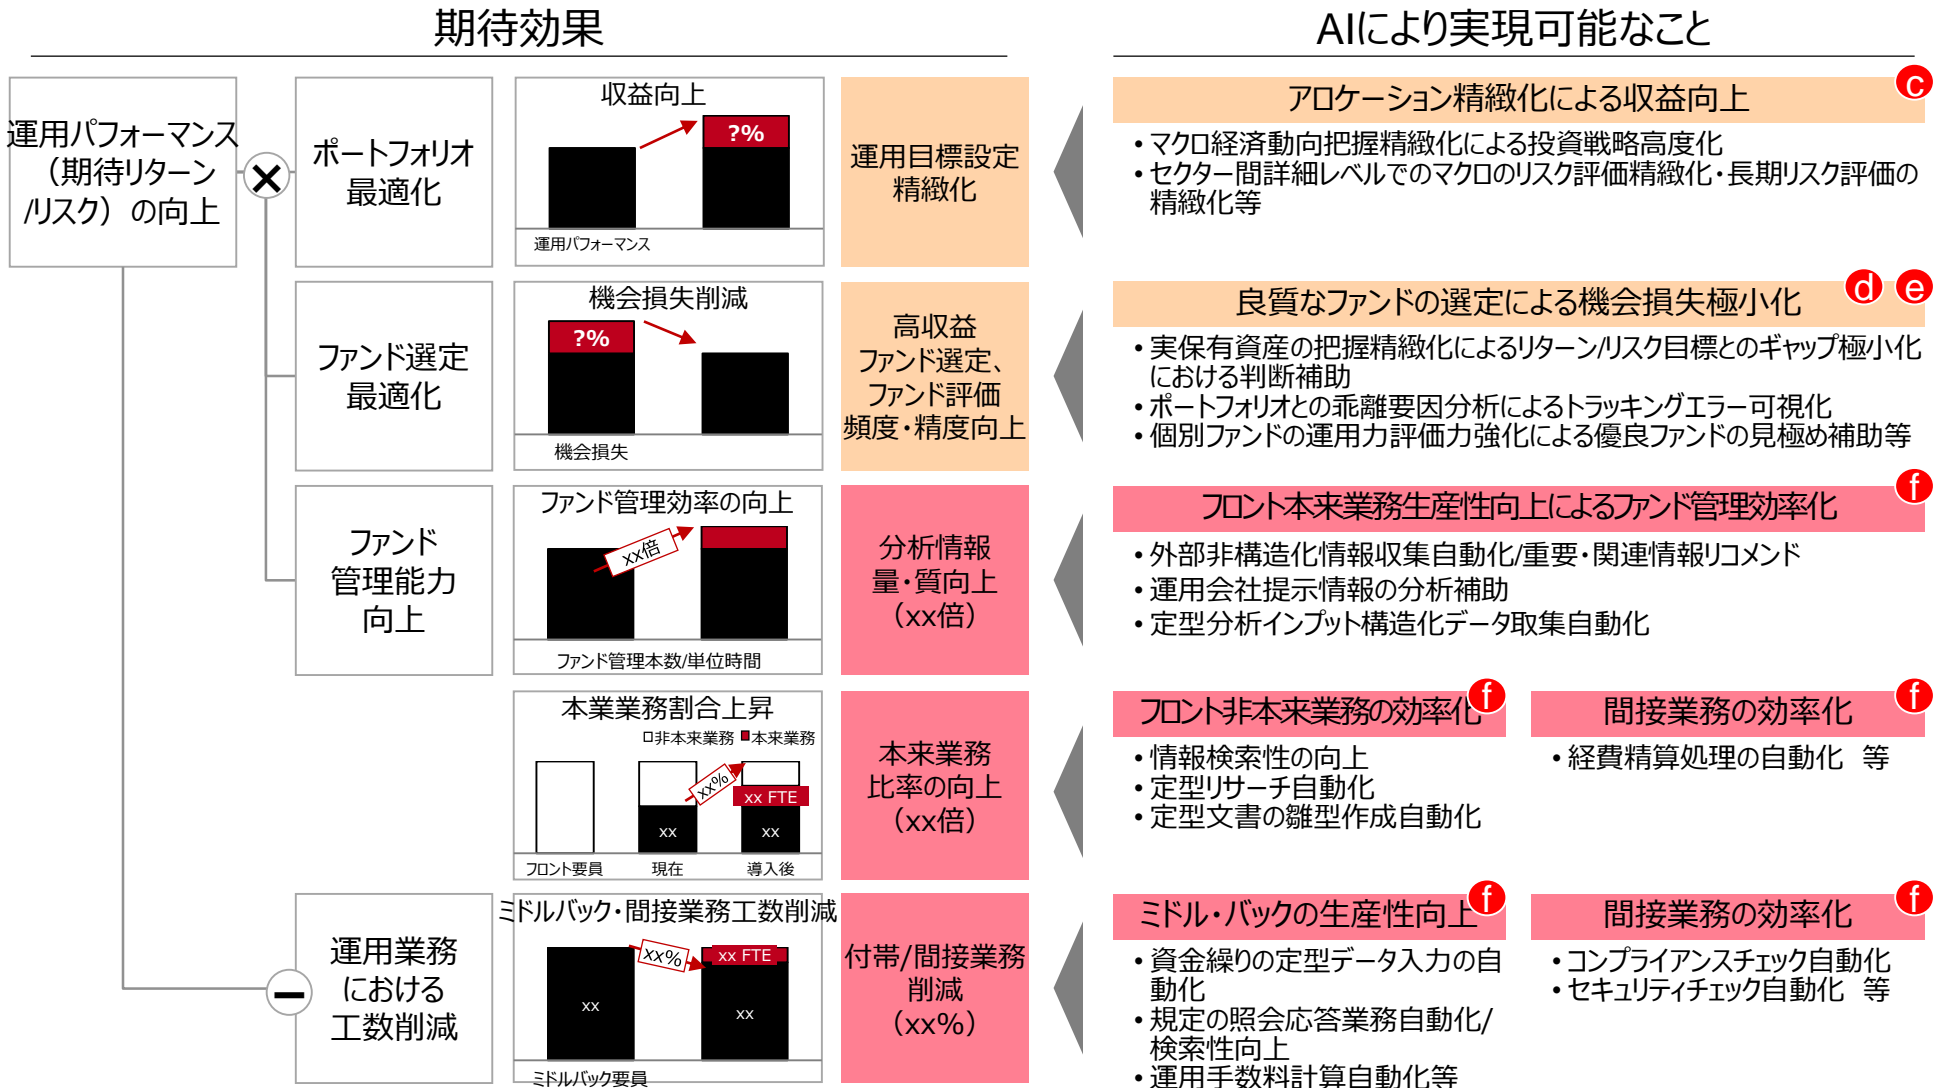 期待効果
AIにより実現可能なこと
運用パフォーマンス
（期待リターン
/リスク）の向上
×
ポートフォリオ
最適化
収益向上
?%
運用パフォーマンス
運用目標設定
精緻化
アロケーション精緻化による収益向上
c
•マクロ経済動向把握精緻化による投資戦略高度化
•セクター間詳細レベルでのマクロのリスク評価精緻化・長期リスク評価の
精緻化等
ファンド選定
最適化
機会損失削減
?%
機会損失
高収益
ファンド選定、
ファンド評価
頻度・精度向上
良質なファンドの選定による機会損失極小化
d e
•実保有資産の把握精緻化によるリターン/リスク目標とのギャップ極小化
における判断補助
•ポートフォリオとの乖離要因分析によるトラッキングエラー可視化
•個別ファンドの運用力評価力強化による優良ファンドの見極め補助等
ファンド
管理能力
向上
ファンド管理効率の向上
xx倍
ファンド管理本数/単位時間
分析情報
量・質向上
（xx倍）
フロント本来業務生産性向上によるファンド管理効率化
f
•外部非構造化情報収集自動化/重要・関連情報リコメンド
•運用会社提示情報の分析補助
•定型分析インプット構造化データ取集自動化
本業業務割合上昇
□非本来業務 ■本来業務
xx%
xx FTE
xx
xx
フロント要員 現在 導入後
本来業務
比率の向上
（xx倍）
フロント非本来業務の効率化
f
•情報検索性の向上
•定型リサーチ自動化
•定型文書の雛型作成自動化
間接業務の効率化
f
•経費精算処理の自動化 等
−
運用業務
における
工数削減
ミドルバック・間接業務工数削減
xx%
xx FTE
xx
xx
ミドルバック要員
付帯/間接業務
削減
（xx%）
ミドル・バックの生産性向上
f
•資金繰りの定型データ入力の自
動化
•規定の照会応答業務自動化/
検索性向上
•運用手数料計算自動化等
間接業務の効率化
f
•コンプライアンスチェック自動化
•セキュリティチェック自動化 等